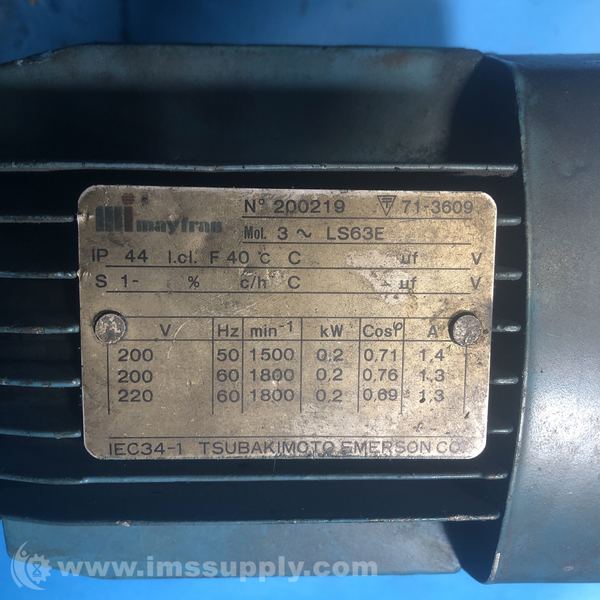 mayfran N° 200219 T 71-3609
Mot. 3 ~ LS63E
IP 44 I.cl. F 40 °C C µf V
S 1- % c/h C - µf V
V Hz min-1 kW Cosφ A
200 50 1500 0,2 0,71 1,4
200 60 1800 0,2 0,76 1,3
220 60 1800 0,2 0,69 1,3
IEC34-1 TSUBAKIMOTO EMERSON CO.
www.imssupply.com